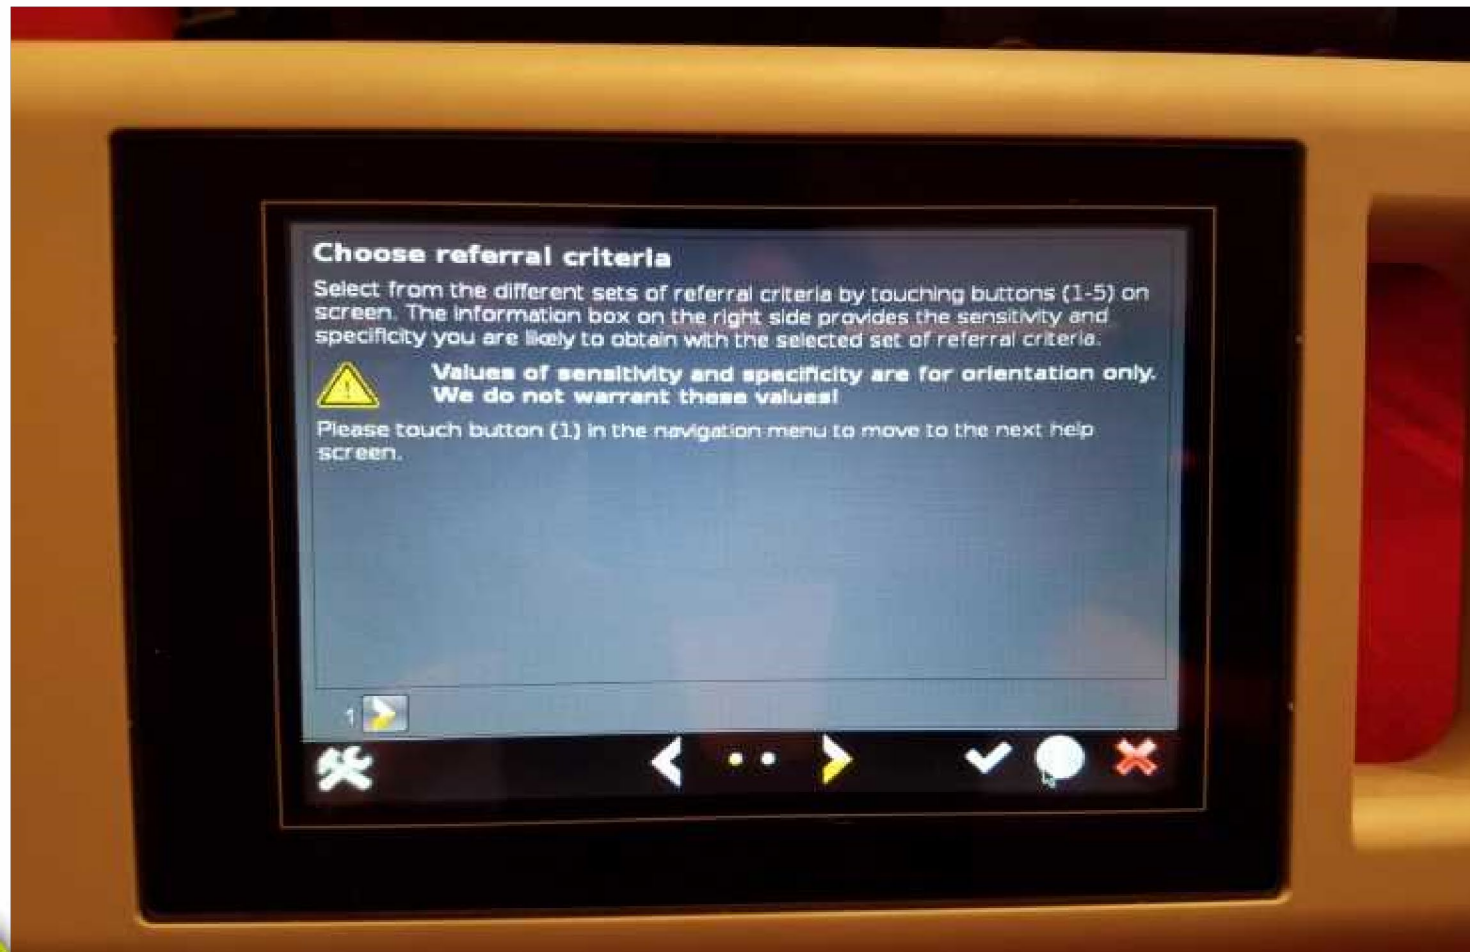 Choose referral criteria
Select from the different sets of referral criteria by touching buttons (1-5) on
screen. The information box on the right side provides the sensitivity and
specificity you are likely to obtain with the selected set of referral criteria.
Values of sensitivity and specificity are for orientation only.
We do not warrant these values!
Please touch button (1) in the navigation menu to move to the next help
screen.
1